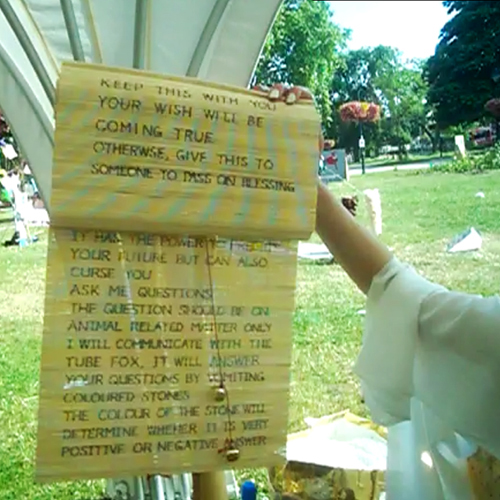 KEEP THIS WITH YOU
YOUR WISH WILL BE
COMING TRUE
OTHERWSE, GIVE THIS TO
SOMEONE TO PASS ON BLESSING
IT HAS THE POWER TO PREDICT
YOUR FUTURE BUT CAN ALSO
CURSE YOU
ASK ME QUESTIONS
THE QUESTION SHOULD BE ON
ANIMAL RELATED MATTER ONLY
I WILL COMMUNICATE WITH THE
TUBE FOX, IT WILL ANSWER
YOUR QUESTIONS BY VOMITING
COLOURED STONES
THE COLOUR OF THE STONE WILL
DETERMINE WHEHER IT IS VERY
POSITIVE OR NEGATIVE ANSWER